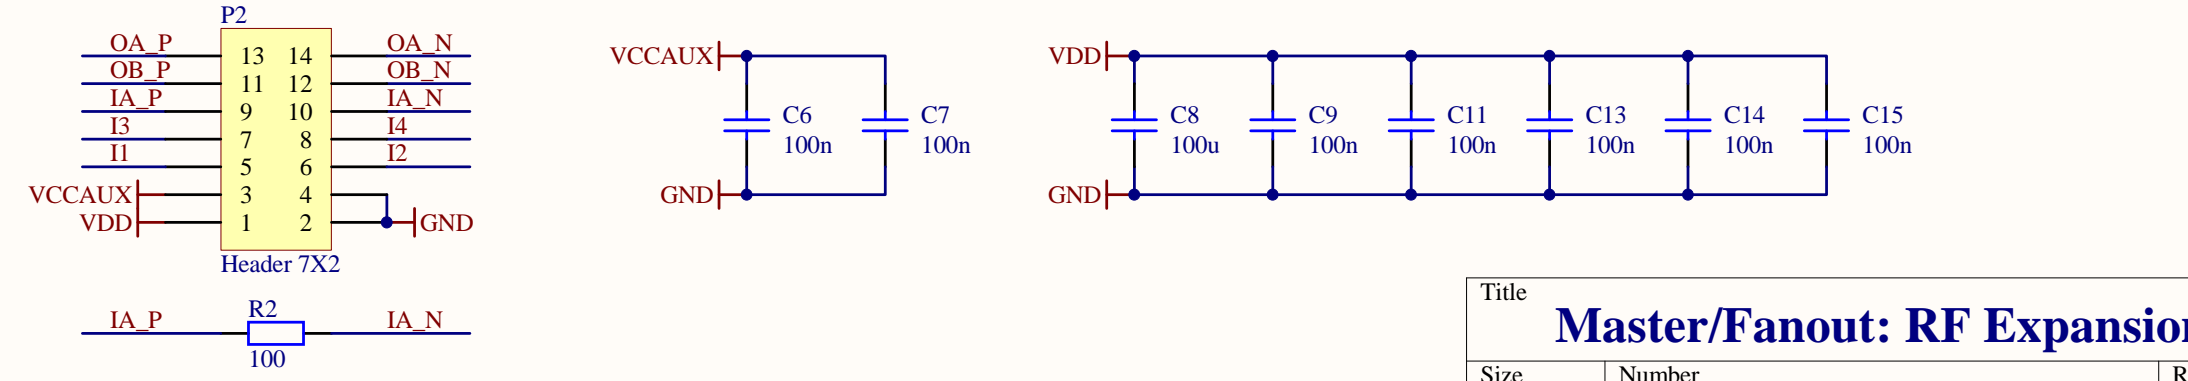 P2
OA_P 13 14 OA_N
OB_P 11 12 OB_N
IA_P 9 10 IA_N
I3 7 8 I4
I1 5 6 I2
VCCAUX 3 4
VDD 1 2 GND
Header 7X2
IA_P R2 IA_N
100
VCCAUX
C6 C7
100n 100n
GND
VDD
C8 C9 C11 C13 C14 C15
100u 100n 100n 100n 100n 100n
GND
Title
Master/Fanout: RF Expansion
Size Number R